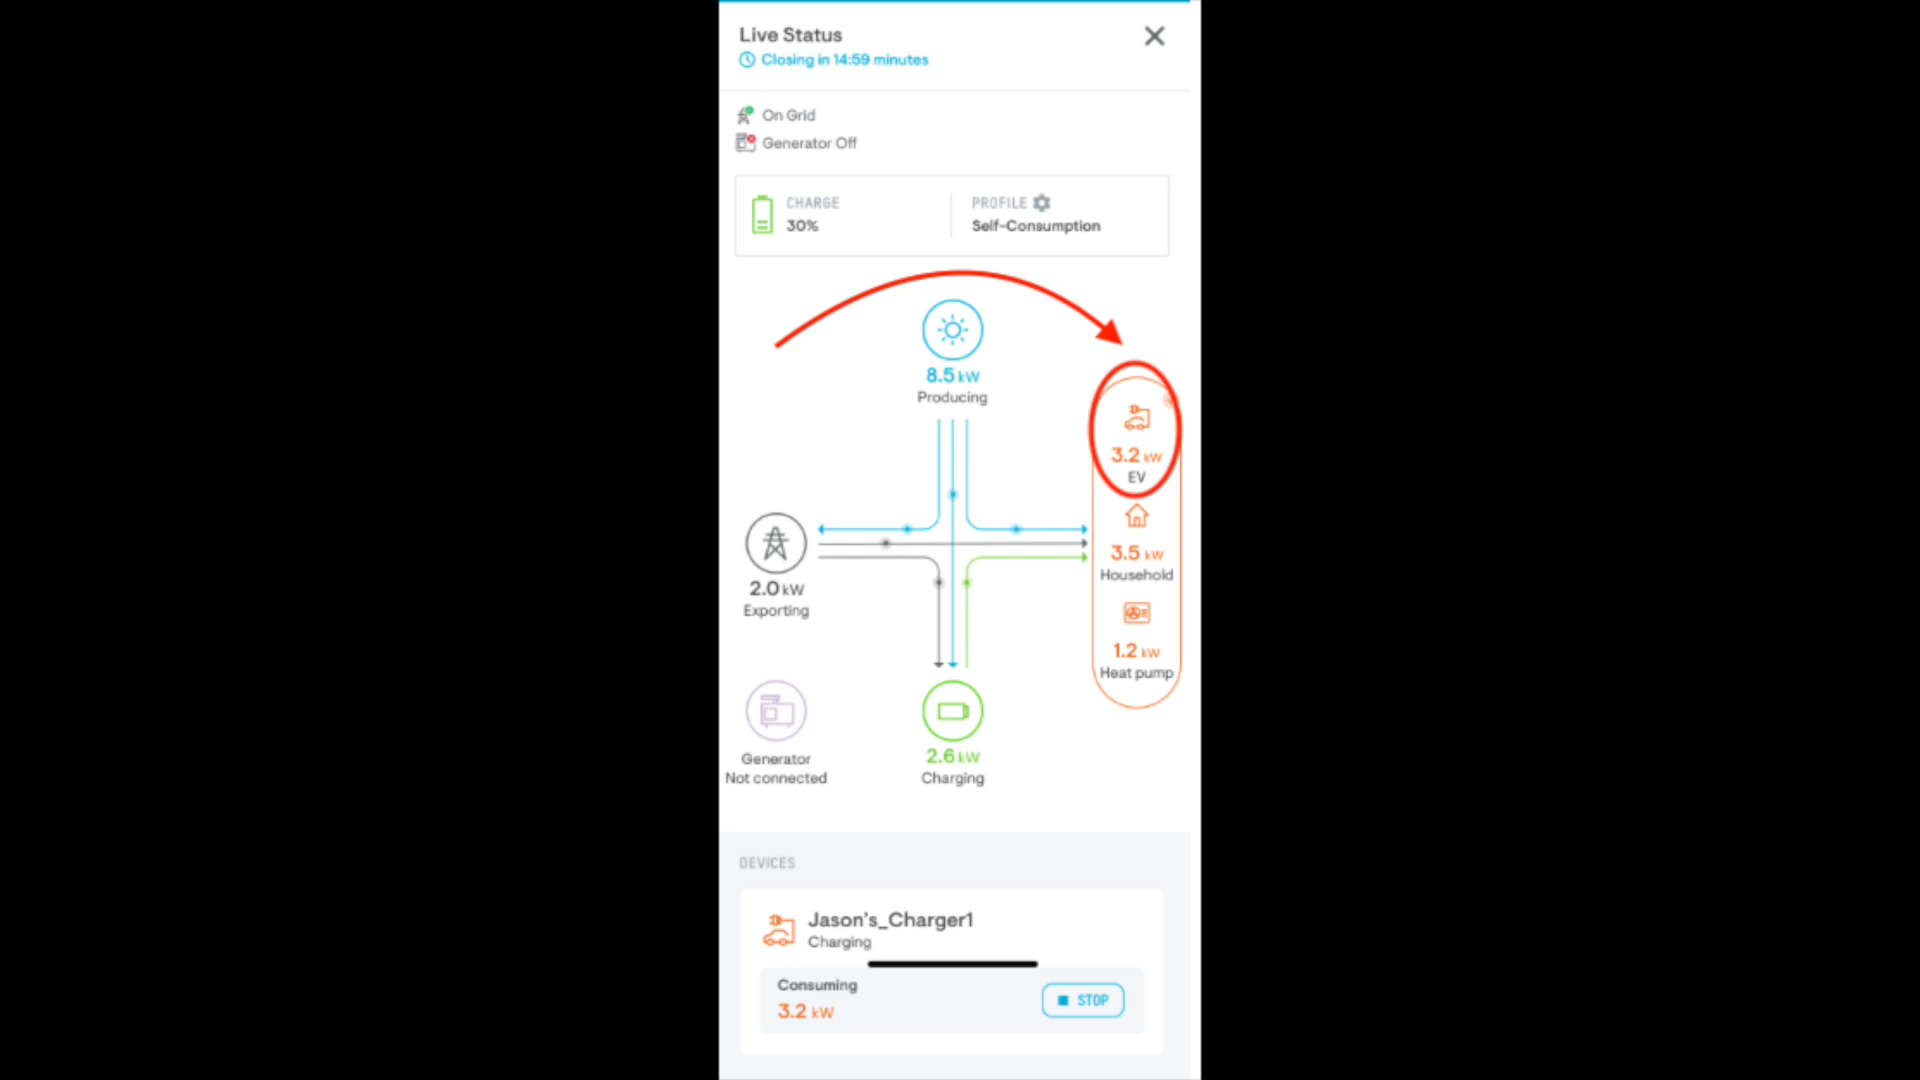 Live Status
Closing in 14:59 minutes
On Grid
Generator Off
CHARGE
30%
PROFILE
Self-Consumption
8.5 kW
Producing
3.2 kW
EV
3.5 kW
Household
2.0 kW
Exporting
1.2 kW
Heat pump
Generator
Not connected
2.6 kW
Charging
DEVICES
Jason's_Charger1
Charging
Consuming
3.2 kW
STOP